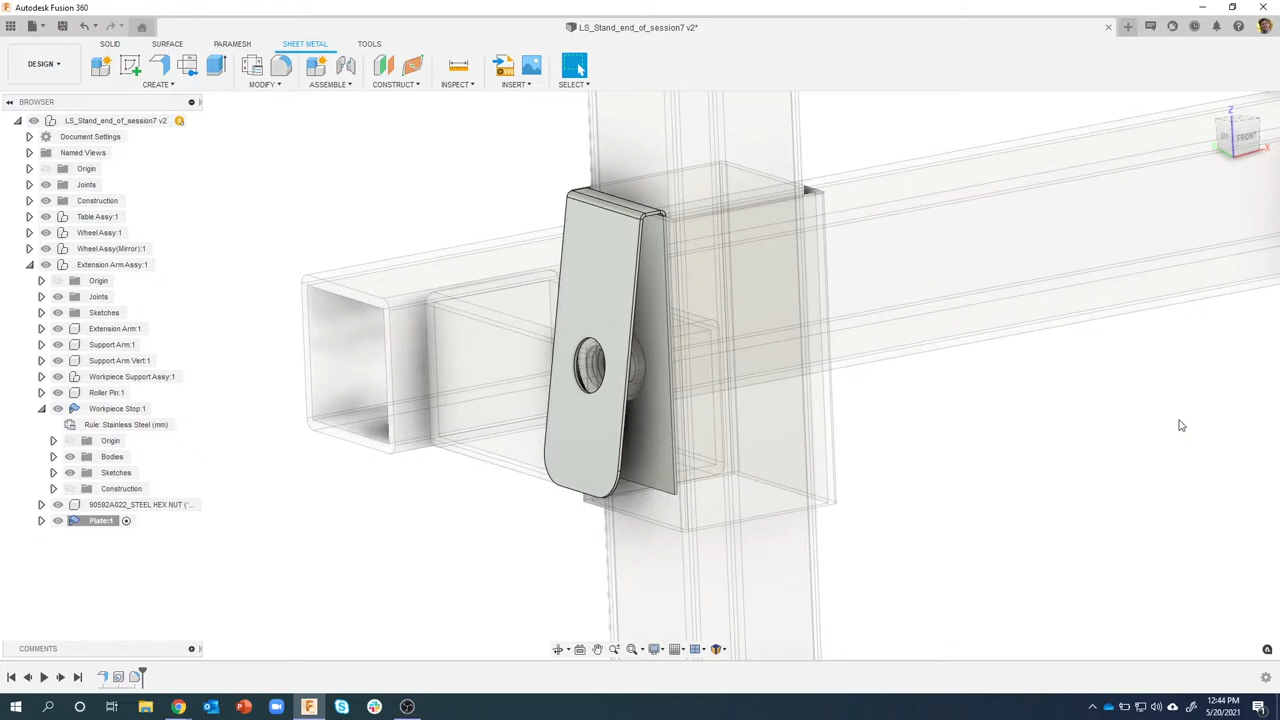 Autodesk Fusion 360
LS_Stand_end_of_session7 v2*
SOLID SURFACE PARAMESH SHEET METAL TOOLS
DESIGN
CREATE MODIFY ASSEMBLE CONSTRUCT INSPECT INSERT SELECT
BROWSER
LS_Stand_end_of_session7 v2
Document Settings
Named Views
Origin
Joints
Construction
Table Assy:1
Wheel Assy:1
Wheel Assy(Mirror):1
Extension Arm Assy:1
Origin
Joints
Sketches
Extension Arm:1
Support Arm:1
Support Arm Vert:1
Workpiece Support Assy:1
Roller Pin:1
Workpiece Stop:1
Rule: Stainless Steel (mm)
Origin
Bodies
Sketches
Construction
90592A022_STEEL HEX NUT (‘...
Plate:1
Z
FRONT
X
COMMENTS
12:44 PM
5/20/2021